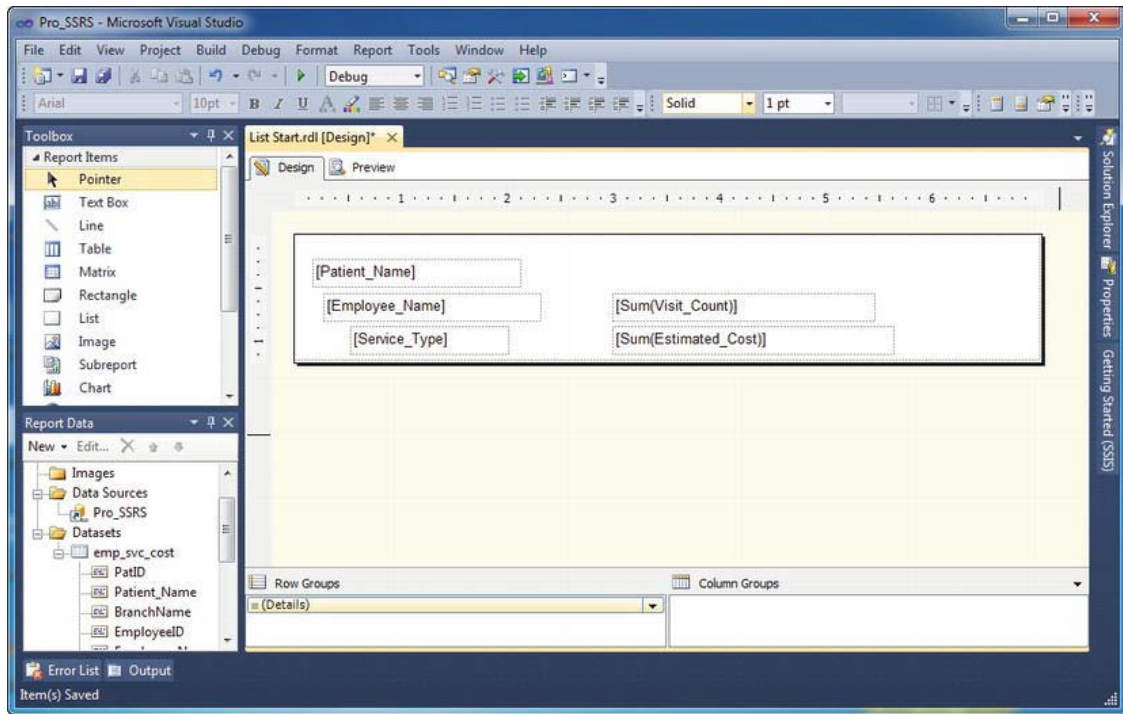 Pro_SSRS - Microsoft Visual Studio
File Edit View Project Build Debug Format Report Tools Window Help
Debug
Arial 10pt B I U A Solid 1 pt
Toolbox
Report Items
Pointer
Text Box
Line
Table
Matrix
Rectangle
List
Image
Subreport
Chart
List Start.rdl [Design]*
Design Preview
1 2 3 4 5 6
[Patient_Name]
[Employee_Name] [Sum(Visit_Count)]
[Service_Type] [Sum(Estimated_Cost)]
Report Data
New Edit...
Images
Data Sources
Pro_SSRS
Datasets
emp_svc_cost
PatID
Patient_Name
BranchName
EmployeeID
Row Groups Column Groups
(Details)
Solution Explorer
Properties
Getting Started (SSIS)
Error List Output
Item(s) Saved